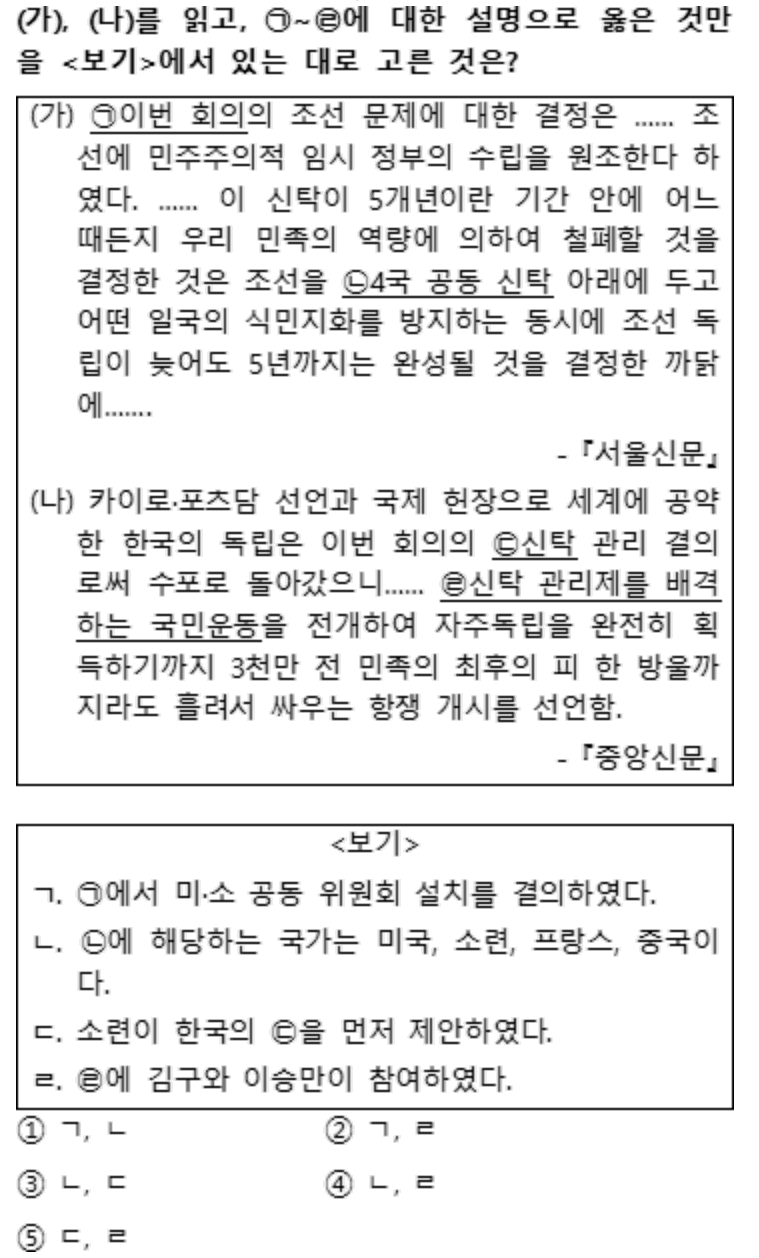 (가), (나)를 읽고, ㉠~㉣에 대한 설명으로 옳은 것만
을 <보기>에서 있는 대로 고른 것은?
(가) ㉠이번 회의의 조선 문제에 대한 결정은 …… 조
선에 민주주의적 임시 정부의 수립을 원조한다 하
였다. …… 이 신탁이 5개년이란 기간 안에 어느
때든지 우리 민족의 역량에 의하여 철폐할 것을
결정한 것은 조선을 ㉡4국 공동 신탁 아래에 두고
어떤 일국의 식민지화를 방지하는 동시에 조선 독
립이 늦어도 5년까지는 완성될 것을 결정한 까닭
에…….
-『서울신문』
(나) 카이로·포츠담 선언과 국제 헌장으로 세계에 공약
한 한국의 독립은 이번 회의의 ㉢신탁 관리 결의
로써 수포로 돌아갔으니…… ㉣신탁 관리제를 배격
하는 국민운동을 전개하여 자주독립을 완전히 획
득하기까지 3천만 전 민족의 최후의 피 한 방울까
지라도 흘려서 싸우는 항쟁 개시를 선언함.
-『중앙신문』
<보기>
ㄱ. ㉠에서 미·소 공동 위원회 설치를 결의하였다.
ㄴ. ㉡에 해당하는 국가는 미국, 소련, 프랑스, 중국이
다.
ㄷ. 소련이 한국의 ㉢을 먼저 제안하였다.
ㄹ. ㉣에 김구와 이승만이 참여하였다.
① ㄱ, ㄴ ② ㄱ, ㄹ
③ ㄴ, ㄷ ④ ㄴ, ㄹ
⑤ ㄷ, ㄹ